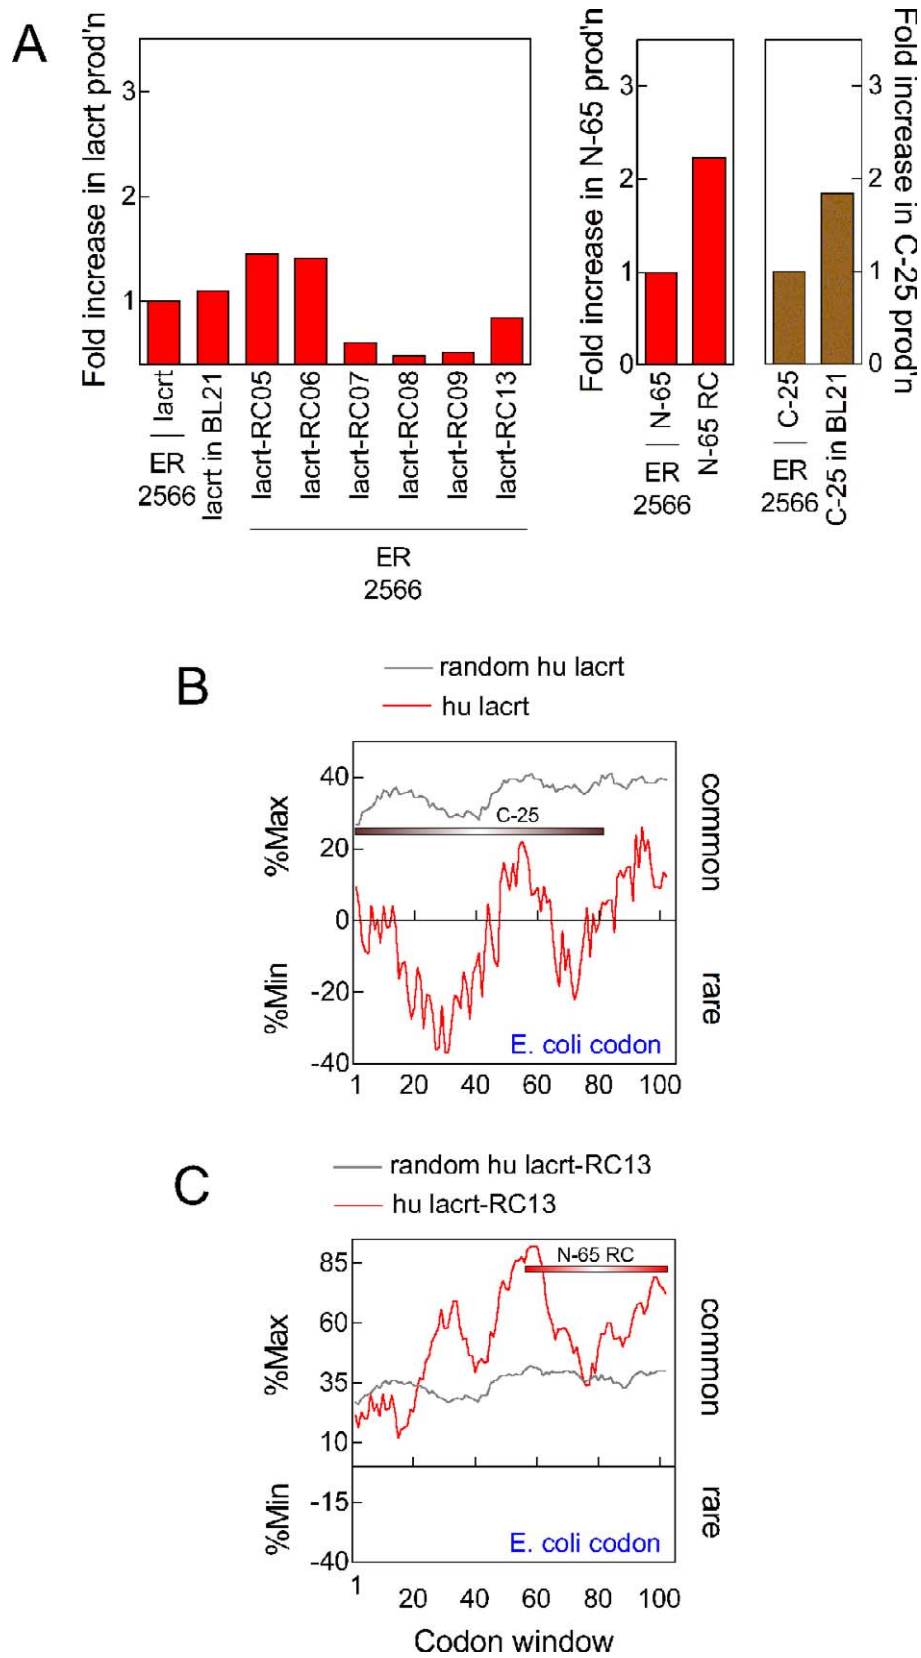 A
Fold increase in lacrt prod'n
3
2
1
lacrt
ER
2566
lacrt in BL21
lacrt-RC05
lacrt-RC06
lacrt-RC07
lacrt-RC08
lacrt-RC09
lacrt-RC13
ER
2566
Fold increase in N-65 prod'n
3
2
1
0
N-65
ER
2566
N-65 RC
3
2
1
0
Fold increase in C-25 prod'n
C-25
ER
2566
C-25 in BL21
B
random hu lacrt
hu lacrt
%Max
%Min
40
20
0
-20
-40
C-25
common
rare
E. coli codon
1 20 40 60 80 100
C
random hu lacrt-RC13
hu lacrt-RC13
%Max
%Min
85
60
35
10
-15
-40
N-65 RC
common
rare
E. coli codon
1 20 40 60 80 100
Codon window